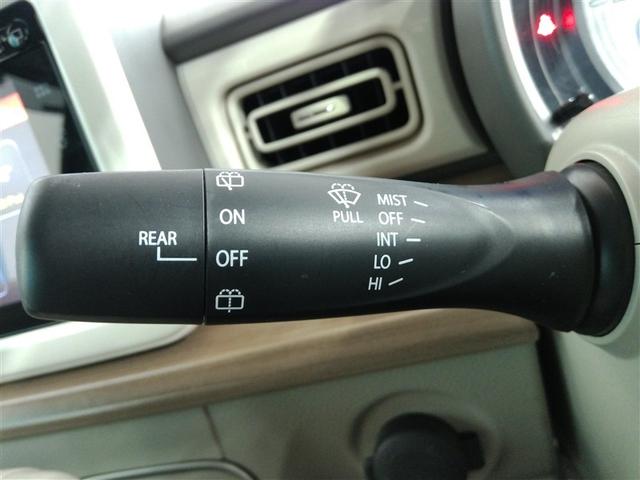 REAR
ON
OFF
PULL
MIST
OFF
INT
LO
HI